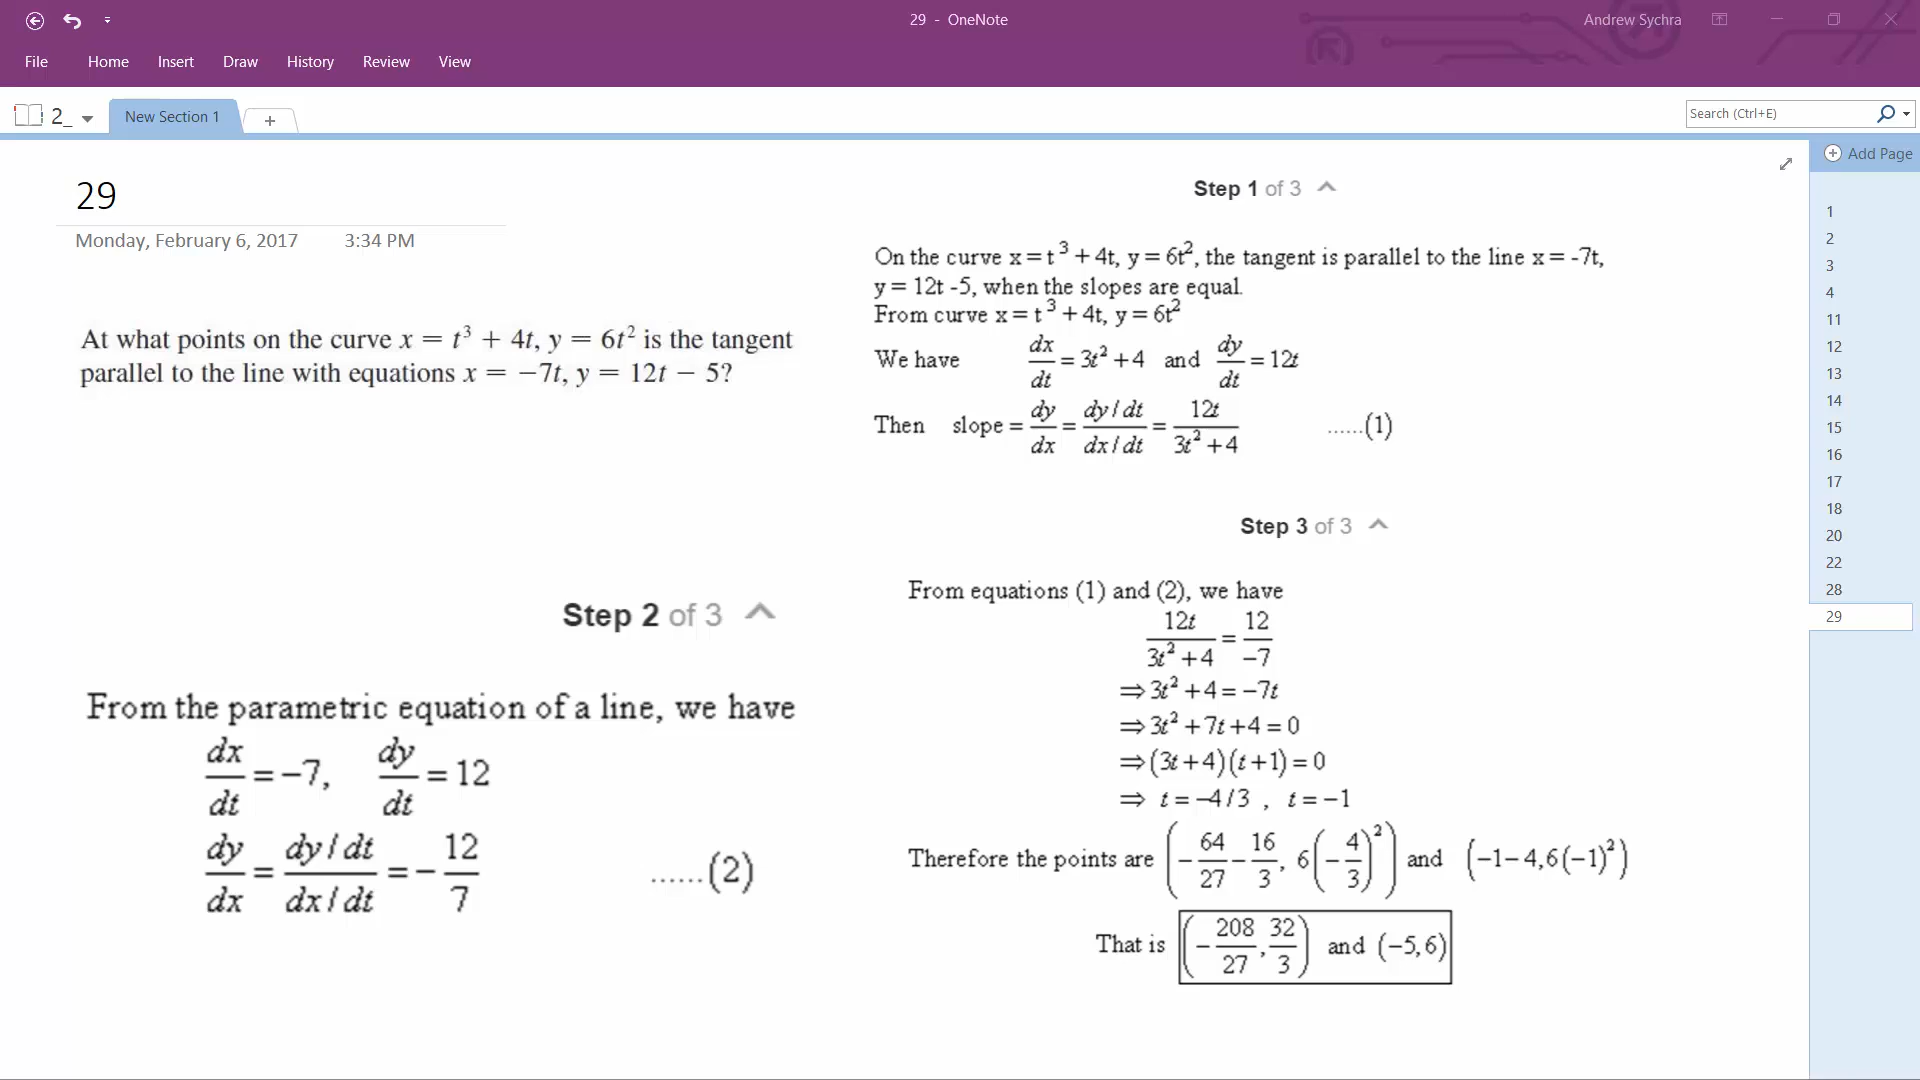 29 - OneNote
Andrew Sychra
File Home Insert Draw History Review View
2_
New Section 1
+
Search (Ctrl+E)
Add Page
29
Monday, February 6, 2017 3:34 PM
At what points on the curve x = t³ + 4t, y = 6t² is the tangent
parallel to the line with equations x = −7t, y = 12t − 5?
Step 1 of 3
On the curve x = t³ + 4t, y = 6t², the tangent is parallel to the line x = -7t,
y = 12t -5, when the slopes are equal.
From curve x = t³ + 4t, y = 6t²
We have dx/dt = 3t² + 4 and dy/dt = 12t
Then slope = dy/dx = (dy/dt)/(dx/dt) = 12t/(3t² + 4) ......(1)
Step 2 of 3
From the parametric equation of a line, we have
dx/dt = −7, dy/dt = 12
dy/dx = (dy/dt)/(dx/dt) = −12/7 ......(2)
Step 3 of 3
From equations (1) and (2), we have
12t/(3t² + 4) = 12/−7
⇒ 3t² + 4 = −7t
⇒ 3t² + 7t + 4 = 0
⇒ (3t + 4)(t + 1) = 0
⇒ t = −4/3 , t = −1
Therefore the points are (−64/27 − 16/3, 6(−4/3)²) and (−1−4, 6(−1)²)
That is (−208/27, 32/3) and (−5, 6)
1
2
3
4
11
12
13
14
15
16
17
18
20
22
28
29